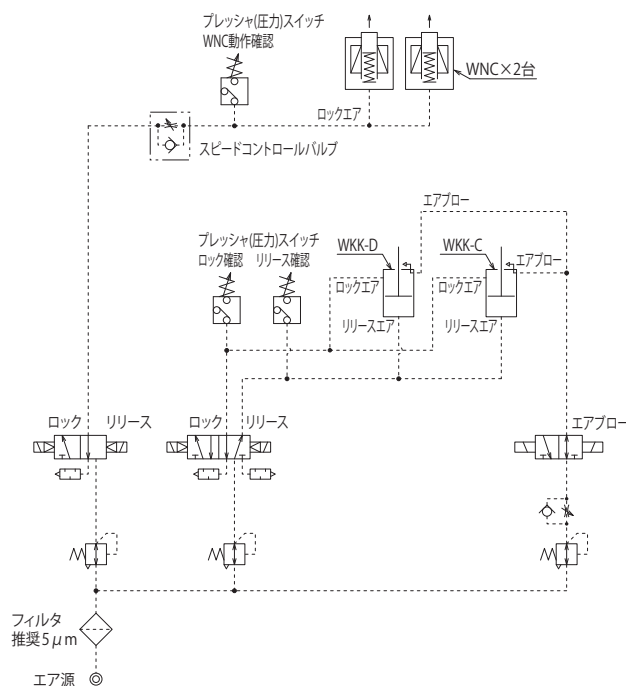 プレッシャ(圧力)スイッチ
WNC動作確認
WNC×2台
ロックエア
スピードコントロールバルブ
エアブロー
プレッシャ(圧力)スイッチ
ロック確認 リリース確認
WKK-D
WKK-C
エアブロー
ロックエア
ロックエア
リリースエア
リリースエア
ロック
リリース
ロック
リリース
エアブロー
フィルタ
推奨5μm
エア源